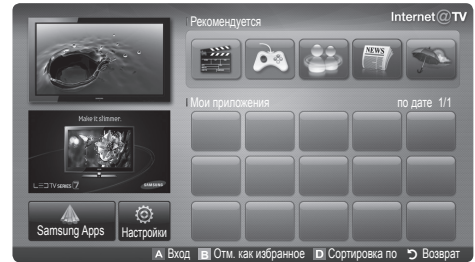 Internet@TV
Рекомендуется
NEWS
Make it slimmer.
Мои приложения по дате 1/1
LED TV SERIES 7 SAMSUNG
Samsung Apps Настройки
A Вход B Отм. как избранное D Сортировка по Возврат